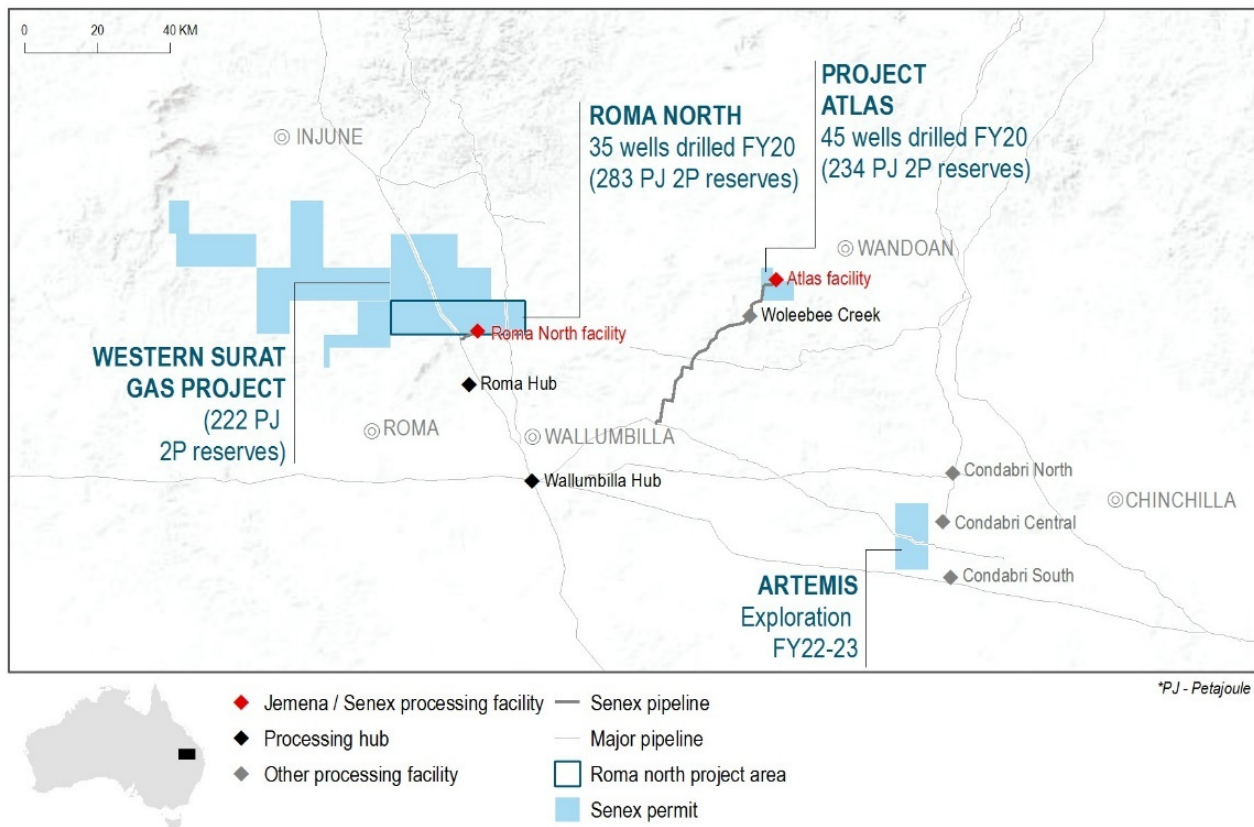 0 20 40 KM
INJUNE
ROMA NORTH
35 wells drilled FY20
(283 PJ 2P reserves)
PROJECT
ATLAS
45 wells drilled FY20
(234 PJ 2P reserves)
WANDOAN
Atlas facility
Woleebee Creek
Roma North facility
WESTERN SURAT
GAS PROJECT
(222 PJ
2P reserves)
Roma Hub
ROMA
WALLUMBILLA
Wallumbilla Hub
Condabri North
CHINCHILLA
Condabri Central
Condabri South
ARTEMIS
Exploration
FY22-23
*PJ - Petajoule
Jemena / Senex processing facility
Processing hub
Other processing facility
Senex pipeline
Major pipeline
Roma north project area
Senex permit